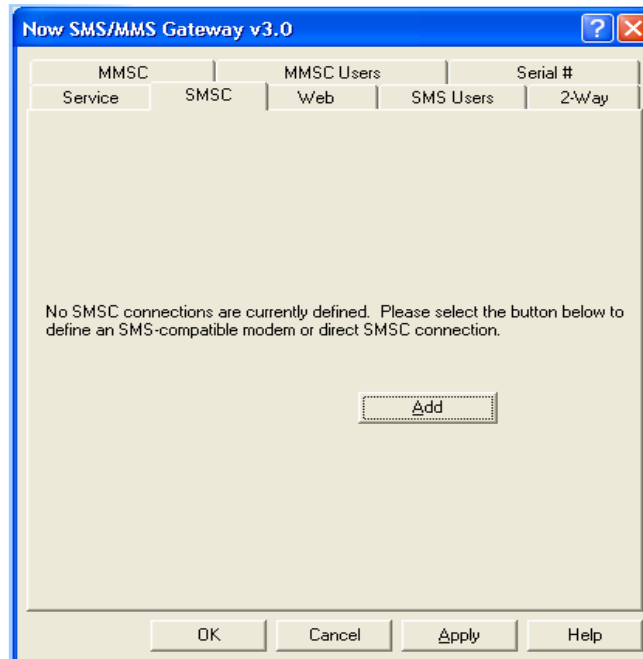 Now SMS/MMS Gateway v3.0
MMSC MMSC Users Serial #
Service SMSC Web SMS Users 2-Way
No SMSC connections are currently defined. Please select the button below to
define an SMS-compatible modem or direct SMSC connection.
Add
OK Cancel Apply Help